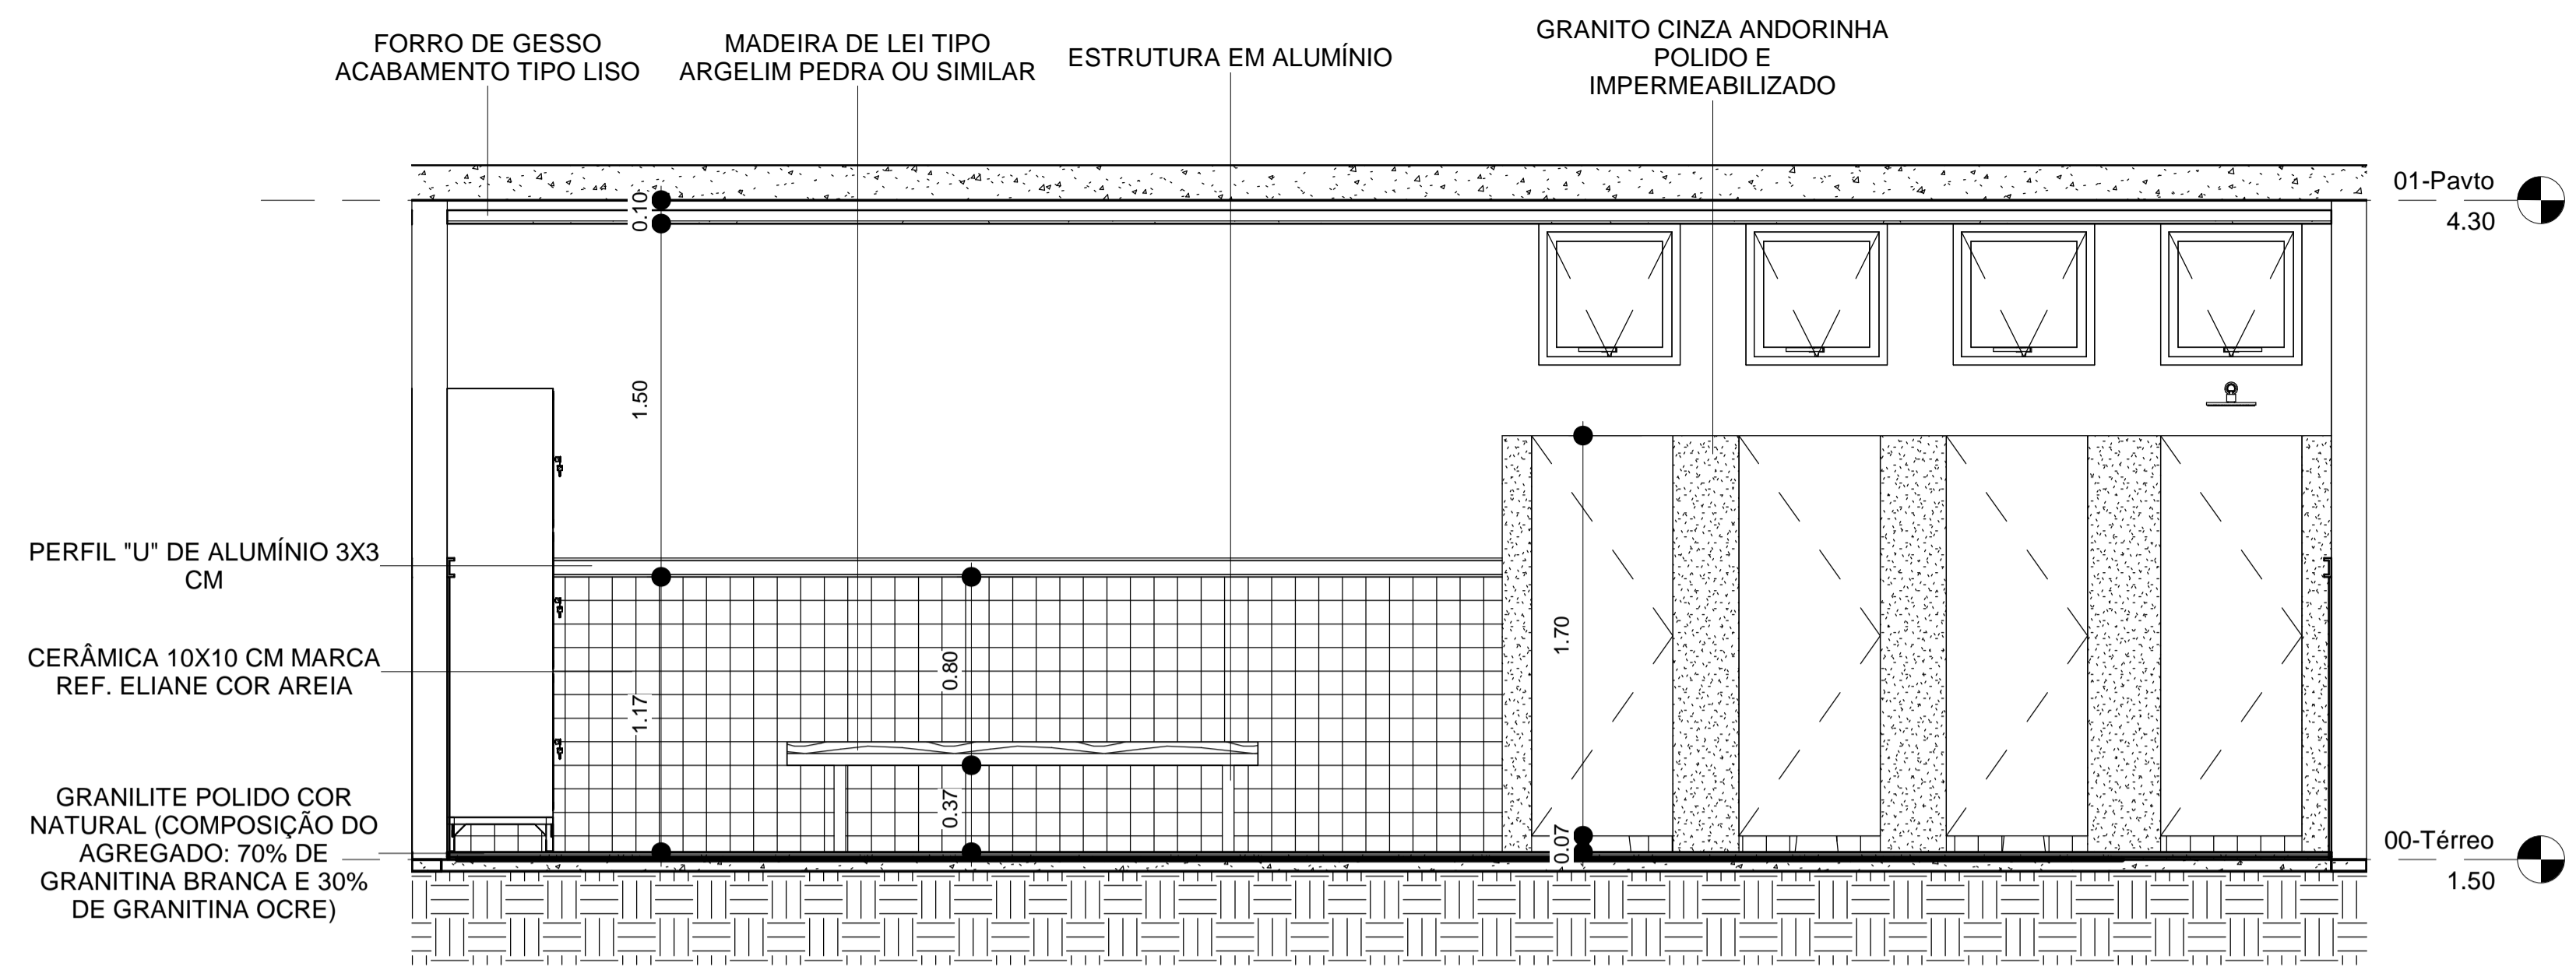 FORRO DE GESSO
ACABAMENTO TIPO LISO
MADEIRA DE LEI TIPO
ARGELIM PEDRA OU SIMILAR
ESTRUTURA EM ALUMÍNIO
GRANITO CINZA ANDORINHA
POLIDO E
IMPERMEABILIZADO
01-Pavto
4.30
0.10
1.50
PERFIL "U" DE ALUMÍNIO 3X3
CM
CERÂMICA 10X10 CM MARCA
REF. ELIANE COR AREIA
1.17
0.80
0.37
1.70
0.07
GRANILITE POLIDO COR
NATURAL (COMPOSIÇÃO DO
AGREGADO: 70% DE
GRANITINA BRANCA E 30%
DE GRANITINA OCRE)
00-Térreo
1.50